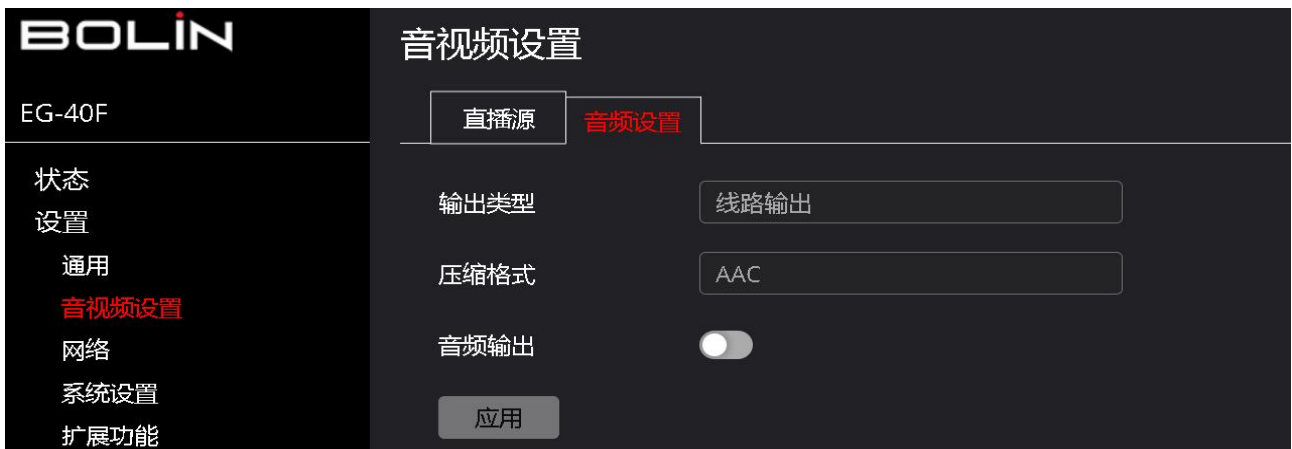 BOLIN
EG-40F
状态
设置
通用
音视频设置
网络
系统设置
扩展功能
音视频设置
直播源 音频设置
输出类型 线路输出
压缩格式 AAC
音频输出
应用